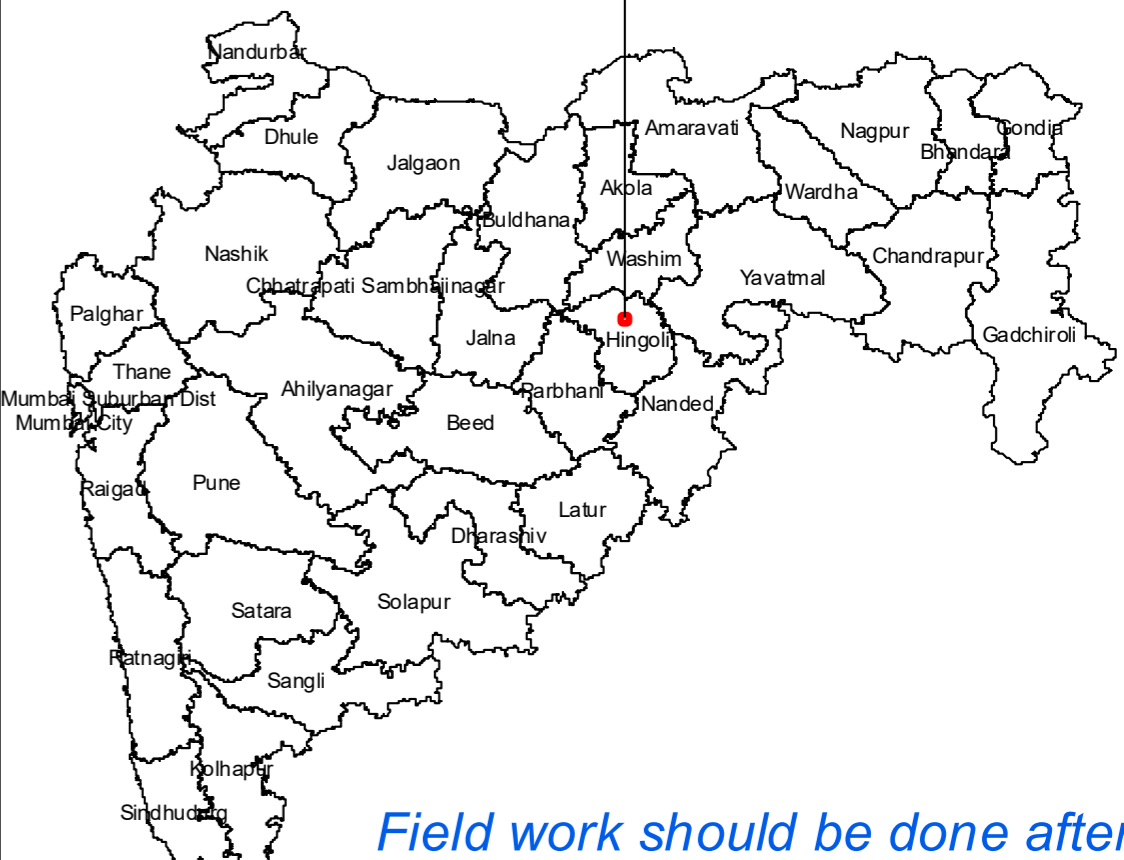 Nandurbar
Dhule
Jalgaon
Amaravati
Nagpur
Gondia
Bhandara
Akola
Wardha
Buldhana
Nashik
Washim
Chandrapur
Chhatrapati Sambhajinagar
Yavatmal
Palghar
Jalna
Hingoli
Gadchiroli
Thane
Ahilyanagar
Parbhani
Mumbai Suburban Dist
Nanded
Mumbai City
Beed
Raigad
Pune
Latur
Dharashiv
Satara
Solapur
Ratnagiri
Sangli
Kolhapur
Sindhudurg
Field work should be done after